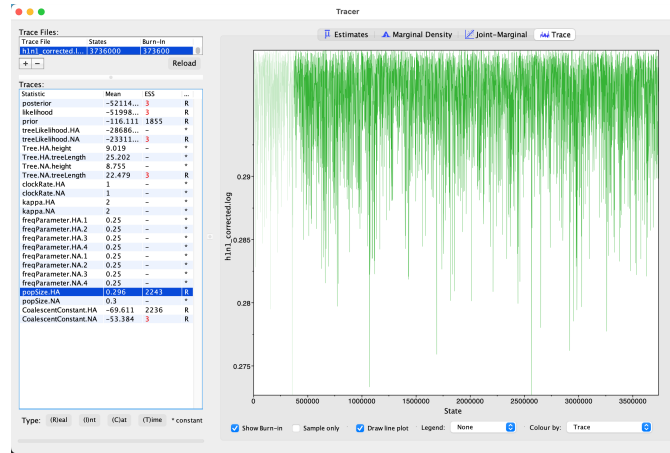 Tracer
Trace Files:
Trace File States Burn-In
h1n1_corrected.l... 3736000 373600
+ − Reload
Traces:
Statistic Mean ESS ...
posterior -52114... 3 R
likelihood -51998... 3 R
prior -116.111 1855 R
treeLikelihood.HA -28686... - *
treeLikelihood.NA -23311... 3 R
Tree.HA.height 9.019 - *
Tree.HA.treeLength 25.202 - *
Tree.NA.height 8.755 - *
Tree.NA.treeLength 22.479 3 R
clockRate.HA 1 - *
clockRate.NA 1 - *
kappa.HA 2 - *
kappa.NA 2 - *
freqParameter.HA.1 0.25 - *
freqParameter.HA.2 0.25 - *
freqParameter.HA.3 0.25 - *
freqParameter.HA.4 0.25 - *
freqParameter.NA.1 0.25 - *
freqParameter.NA.2 0.25 - *
freqParameter.NA.3 0.25 - *
freqParameter.NA.4 0.25 - *
popSize.HA 0.296 2243 R
popSize.NA 0.3 - *
CoalescentConstant.HA -69.611 2236 R
CoalescentConstant.NA -53.384 3 R
Type: (R)eal (I)nt (C)at (T)ime * constant
Estimates Marginal Density Joint-Marginal Trace
h1n1_corrected.log
0.29
0.285
0.28
0.275
0 500000 1000000 1500000 2000000 2500000 3000000 3500000
State
Show Burn-in Sample only Draw line plot Legend: None Colour by: Trace